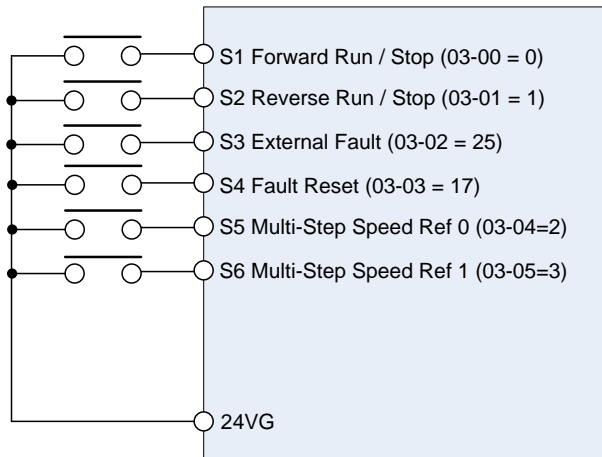 S1 Forward Run / Stop (03-00 = 0)
S2 Reverse Run / Stop (03-01 = 1)
S3 External Fault (03-02 = 25)
S4 Fault Reset (03-03 = 17)
S5 Multi-Step Speed Ref 0 (03-04=2)
S6 Multi-Step Speed Ref 1 (03-05=3)
24VG